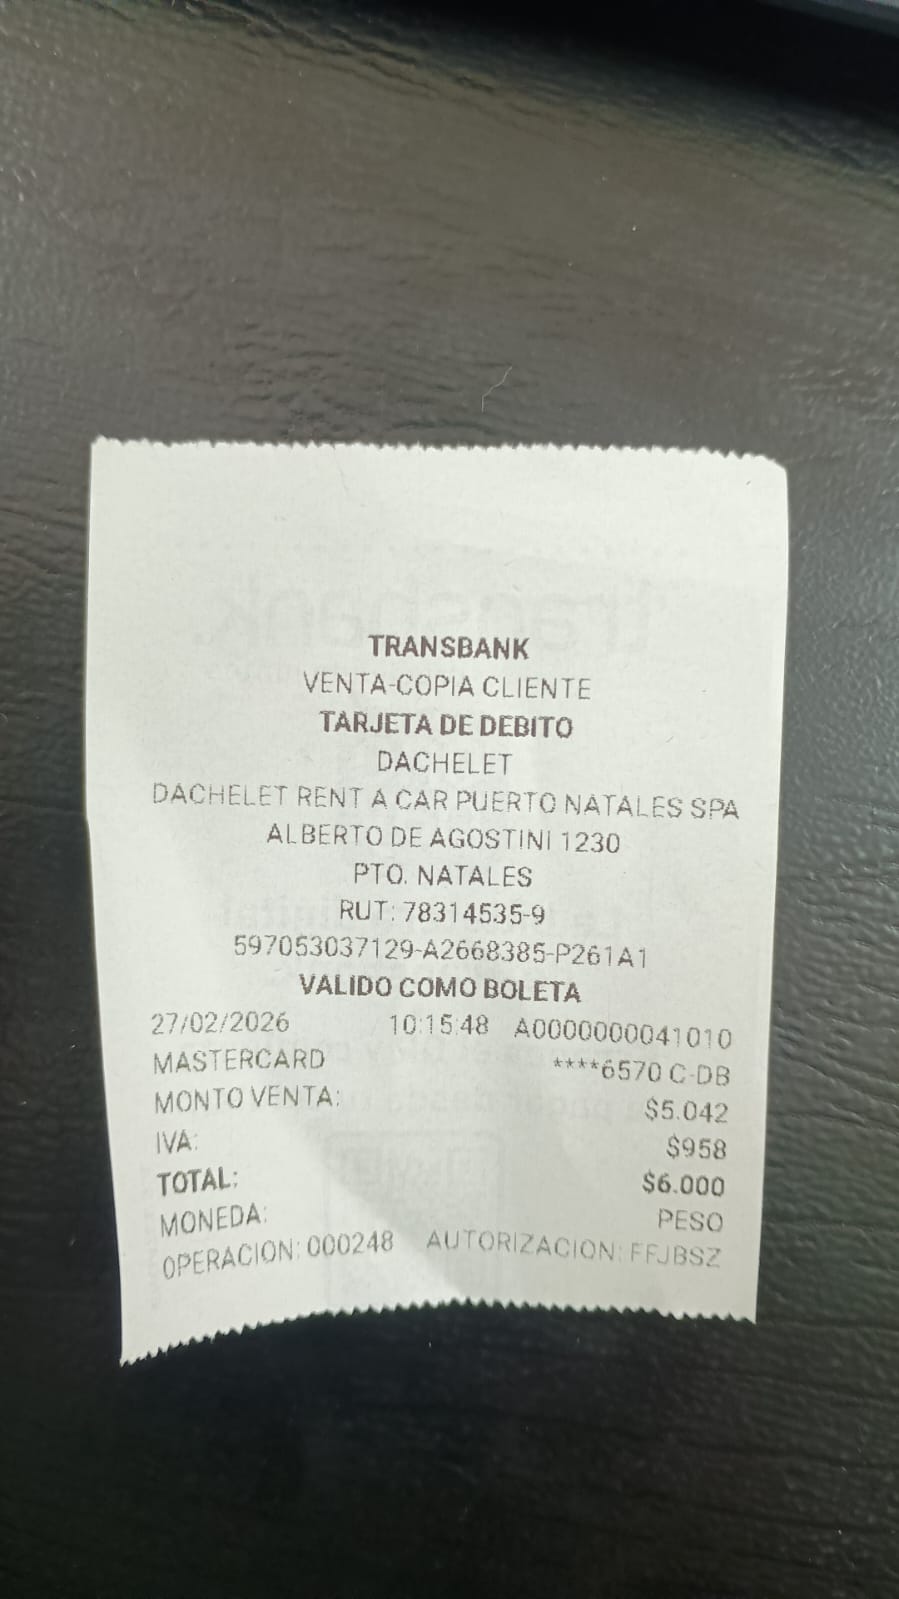 TRANSBANK
VENTA-COPIA CLIENTE
TARJETA DE DEBITO
DACHELET
DACHELET RENT A CAR PUERTO NATALES SPA
ALBERTO DE AGOSTINI 1230
PTO. NATALES
RUT: 78314535-9
597053037129-A2668385-P261A1
VALIDO COMO BOLETA
27/02/2026 10:15:48 A0000000041010
MASTERCARD ****6570 C-DB
MONTO VENTA: $5.042
IVA: $958
TOTAL: $6.000
MONEDA: PESO
OPERACION: 000248 AUTORIZACION: FFJBSZ